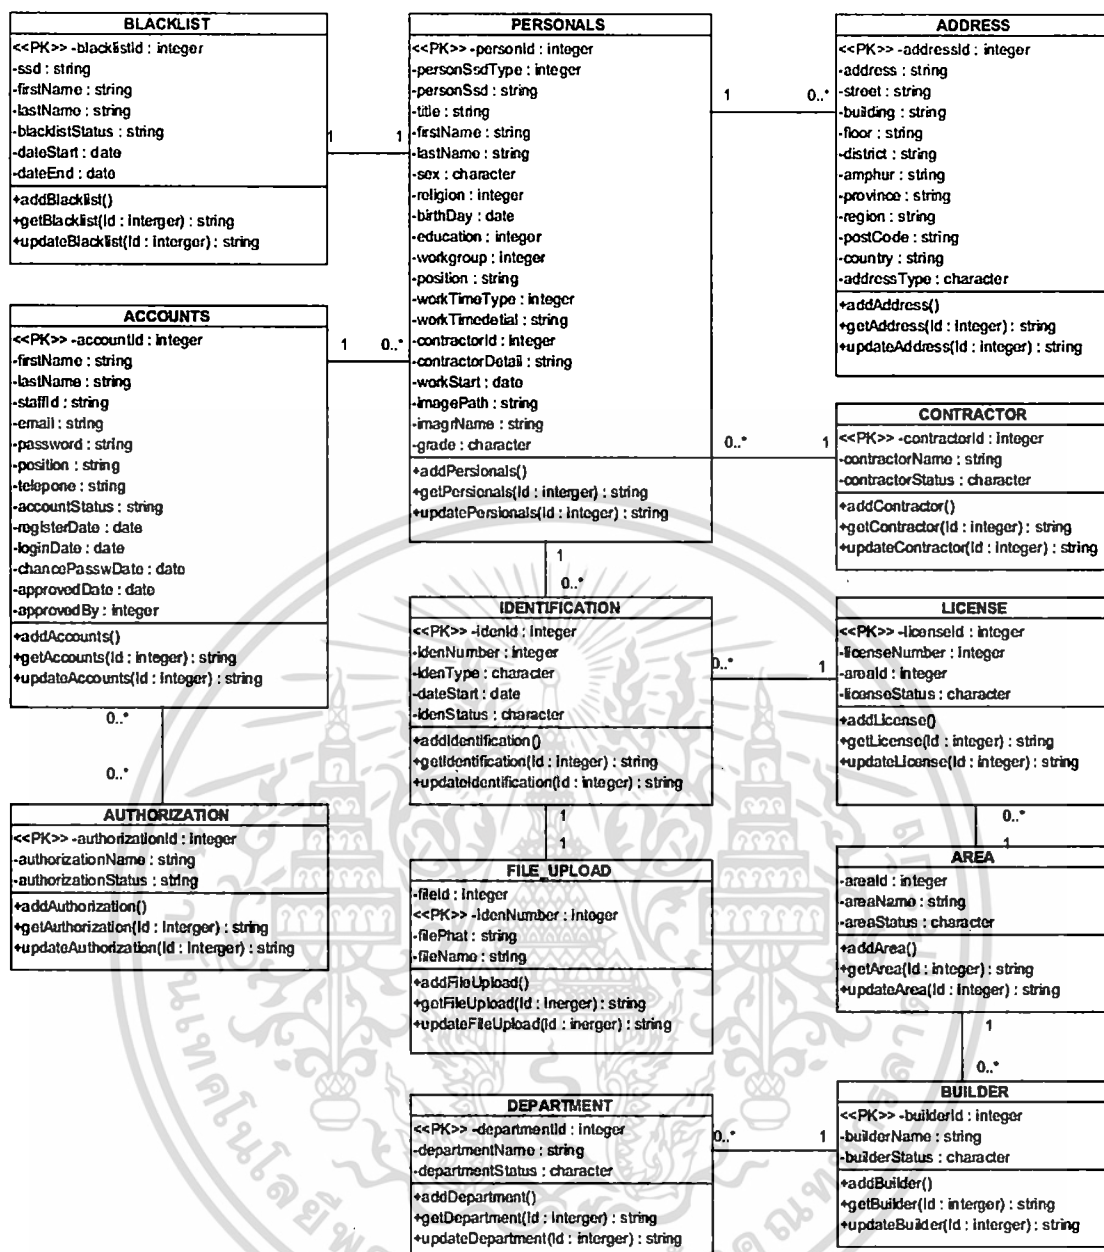 BLACKLIST
<<PK>> -blacklistId : integer
-ssd : string
-firstName : string
-lastName : string
-blacklistStatus : string
-dateStart : date
-dateEnd : date
+addBlacklist()
+getBlacklist(Id : Interger) : string
+updateBlacklist(Id : interger) : string
1
1
PERSONALS
<<PK>> -personId : integer
-personSsdType : integer
-personSsd : string
-title : string
-firstName : string
-lastName : string
-sex : character
-religion : integer
-birthDay : date
-education : integer
-workgroup : integer
-position : string
-workTimeType : integer
-workTimedetial : string
-contractorId : integer
-contractorDetail : string
-workStart : date
-imagePath : string
-imagrName : string
-grade : character
+addPersionals()
+getPersionals(Id : interger) : string
+updatePersionals(Id : Integer) : string
1
0..*
ADDRESS
<<PK>> -addressId : integer
-address : string
-street : string
-building : string
-floor : string
-district : string
-amphur : string
-province : string
-region : string
-postCode : string
-country : string
-addressType : character
+addAddress()
+getAddress(Id : Integer) : string
+updateAddress(Id : integer) : string
ACCOUNTS
<<PK>> -accountId : integer
-firstName : string
-lastName : string
-staffId : string
-email : string
-password : string
-position : string
-telepone : string
-accountStatus : string
-registerDate : date
-loginDate : date
-chancePasswDate : date
-approvedDate : date
-approvedBy : integer
+addAccounts()
+getAccounts(Id : integer) : string
+updateAccounts(Id : Integer) : string
1
0..*
0..*
1
CONTRACTOR
<<PK>> -contractorId : Integer
-contractorName : string
-contractorStatus : character
+addContractor()
+getContractor(Id : integer) : string
+updateContractor(Id : Integer) : string
1
0..*
IDENTIFICATION
<<PK>> -idenId : Integer
-idenNumber : integer
-idenType : character
-dateStart : date
-idenStatus : character
+addIdentification()
+getIdentification(Id : Integer) : string
+updateIdentification(Id : integer) : string
0..*
1
LICENSE
<<PK>> -licenseId : integer
-licenseNumber : Integer
-areaId : integer
-licenseStatus : character
+addLicense()
+getLicense(Id : integer) : string
+updateLicense(Id : integer) : string
0..*
0..*
AUTHORIZATION
<<PK>> -authorizationId : Integer
-authorizationName : string
-authorizationStatus : string
+addAuthorization()
+getAuthorization(Id : Interger) : string
+updateAuthorization(Id : Interger) : string
1
1
FILE_UPLOAD
-fileId : Integer
<<PK>> -idenNumber : Integer
-filePhat : string
-fileName : string
+addFileUpload()
+getFileUpload(Id : Inerger) : string
+updateFileUpload(Id : inerger) : string
0..*
1
AREA
-areaId : integer
-areaName : string
-areaStatus : character
+addArea()
+getArea(Id : integer) : string
+updateArea(Id : Integer) : string
1
0..*
DEPARTMENT
<<PK>> -departmentId : integer
-departmentName : string
-departmentStatus : character
+addDepartment()
+getDepartment(Id : Interger) : string
+updateDepartment(Id : interger) : string
0..*
1
BUILDER
<<PK>> -builderId : integer
-builderName : string
-builderStatus : character
+addBuilder()
+getBuilder(Id : interger) : string
+updateBuilder(Id : interger) : string